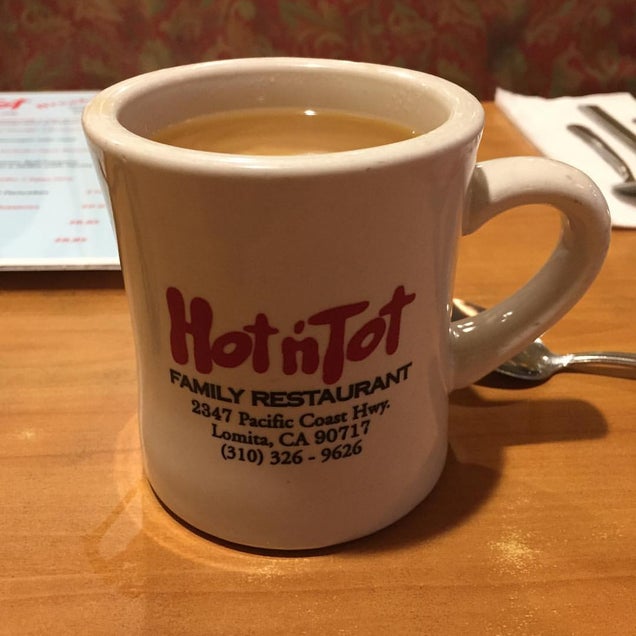 Hot ń Tot
FAMILY RESTAURANT
2347 Pacific Coast Hwy.
Lomita, CA 90717
(310) 326 - 9626